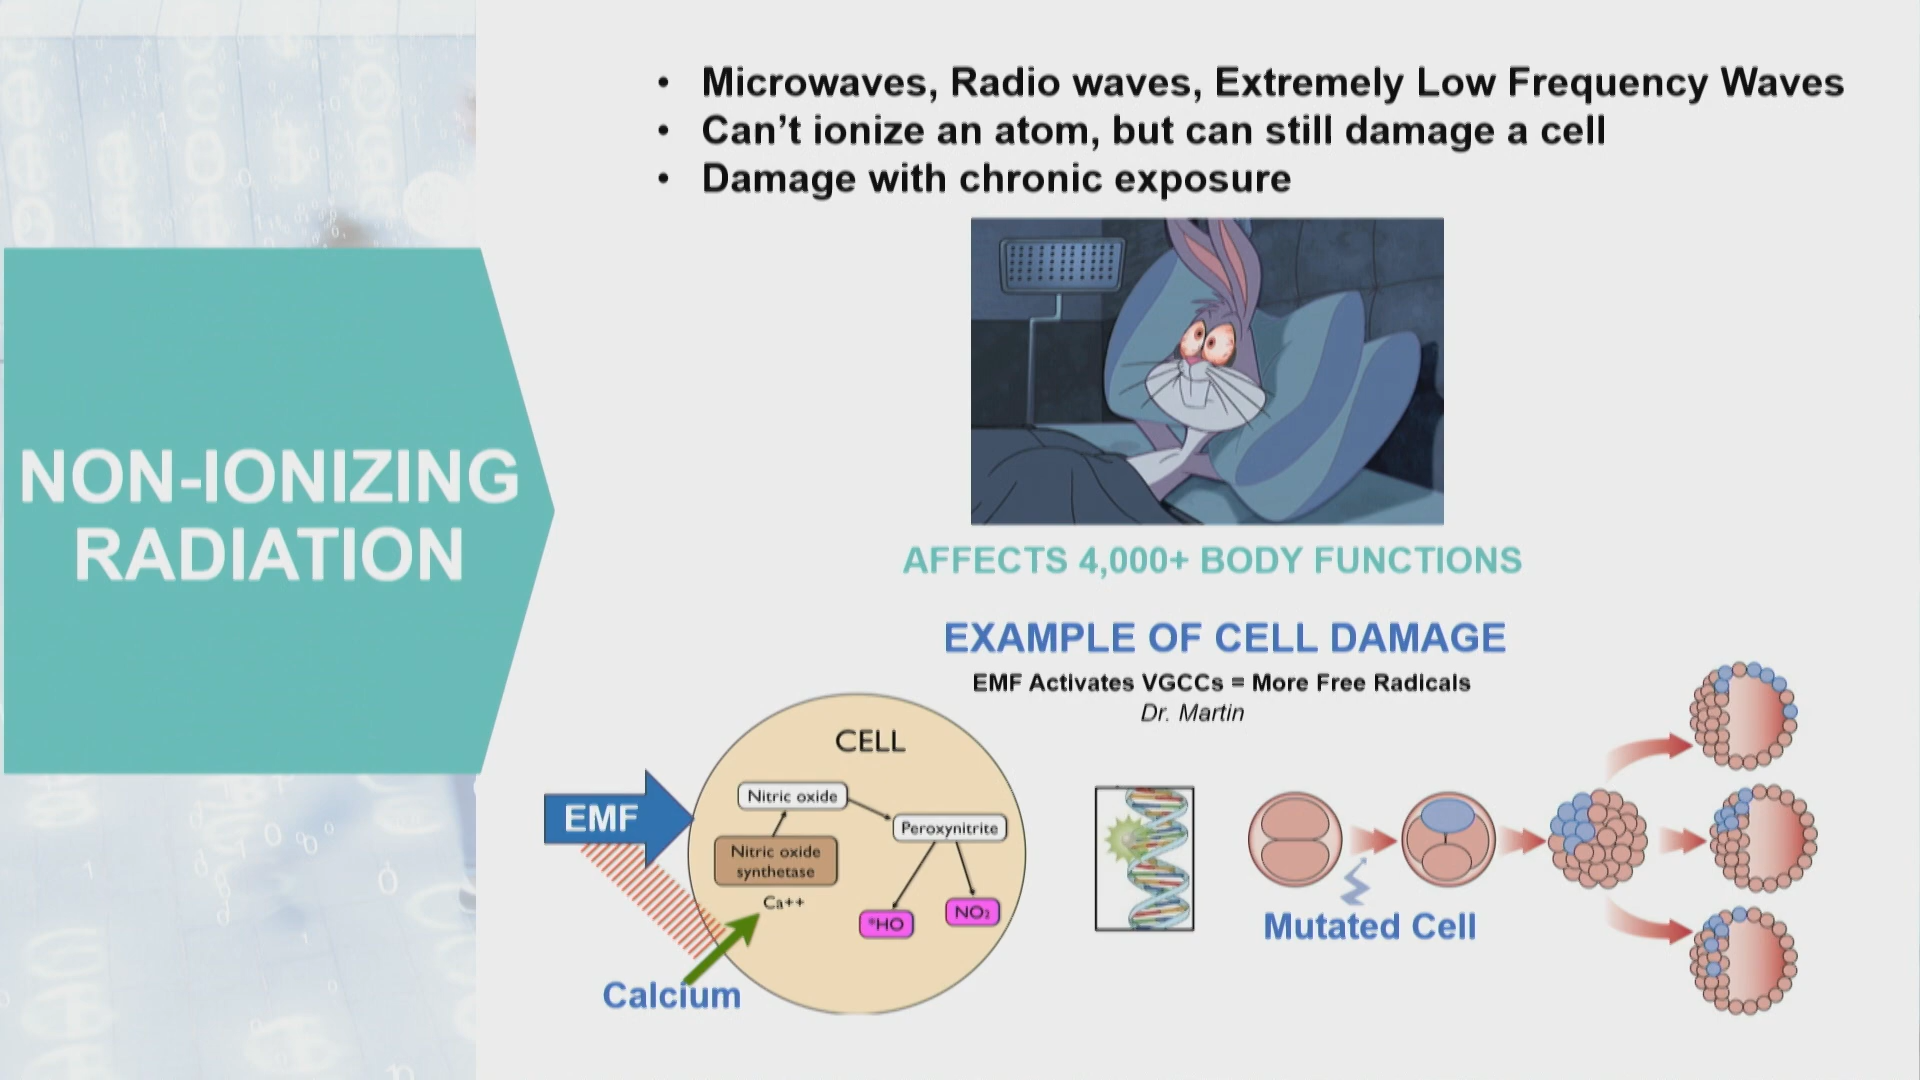 NON-IONIZING
RADIATION
• Microwaves, Radio waves, Extremely Low Frequency Waves
• Can't ionize an atom, but can still damage a cell
• Damage with chronic exposure
AFFECTS 4,000+ BODY FUNCTIONS
EXAMPLE OF CELL DAMAGE
EMF Activates VGCCs = More Free Radicals
Dr. Martin
CELL
EMF
Nitric oxide
Peroxynitrite
Nitric oxide
synthetase
Ca++
*HO
NO₂
Calcium
Mutated Cell